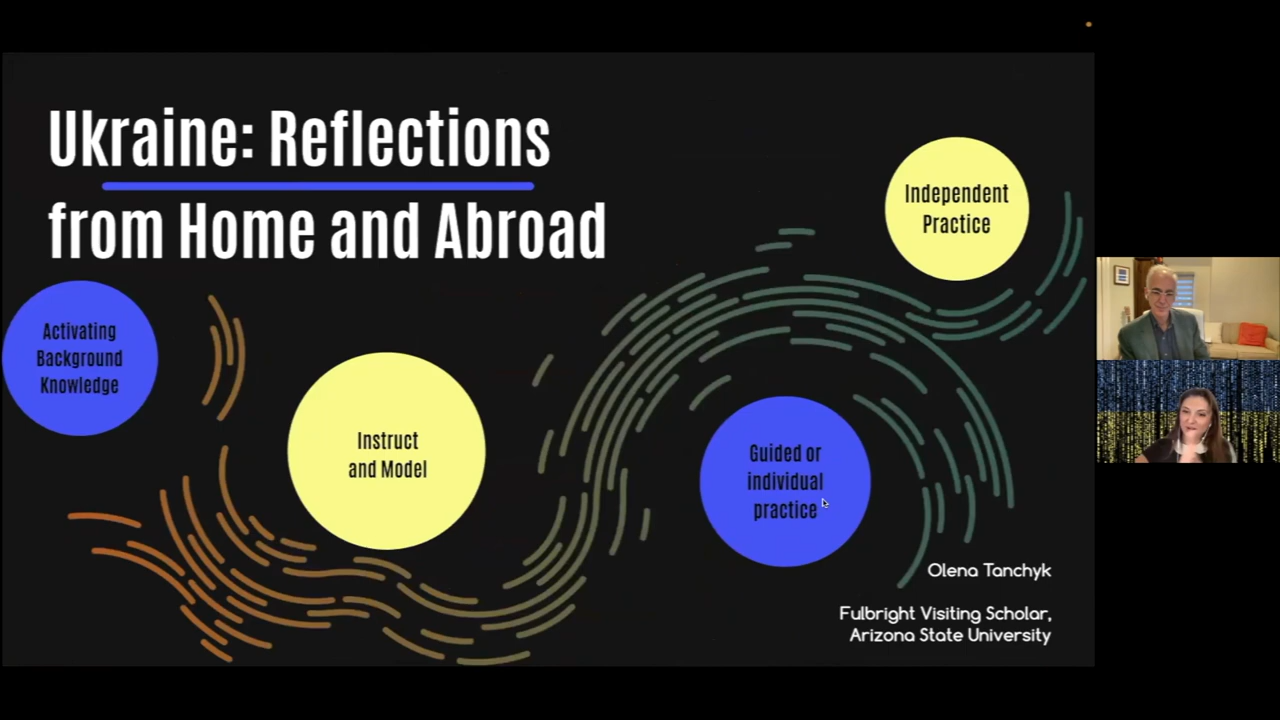 Ukraine: Reflections
from Home and Abroad
Independent
Practice
Activating
Background
Knowledge
Instruct
and Model
Guided or
individual
practice
Olena Tanchyk
Fulbright Visiting Scholar,
Arizona State University